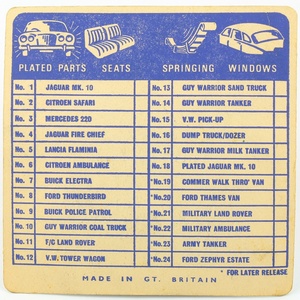 PLATED PARTS SEATS SPRINGING WINDOWS
No. 1 JAGUAR MK. 10
No. 2 CITROEN SAFARI
No. 3 MERCEDES 220
No. 4 JAGUAR FIRE CHIEF
No. 5 LANCIA FLAMINIA
No. 6 CITROEN AMBULANCE
No. 7 BUICK ELECTRA
No. 8 FORD THUNDERBIRD
No. 9 BUICK POLICE PATROL
No. 10 GUY WARRIOR COAL TRUCK
No. 11 F/C LAND ROVER
No. 12 V.W. TOWER WAGON
No. 13 GUY WARRIOR SAND TRUCK
No. 14 GUY WARRIOR TANKER
No. 15 V.W. PICK-UP
No. 16 DUMP TRUCK/DOZER
No. 17 GUY WARRIOR MILK TANKER
No. 18 PLATED JAGUAR MK. 10
*No. 19 COMMER WALK THRO' VAN
*No. 20 FORD THAMES VAN
*No. 21 MILITARY LAND ROVER
*No. 22 MILITARY AMBULANCE
*No. 23 ARMY TANKER
*No. 24 FORD ZEPHYR ESTATE
* FOR LATER RELEASE
MADE IN GT. BRITAIN